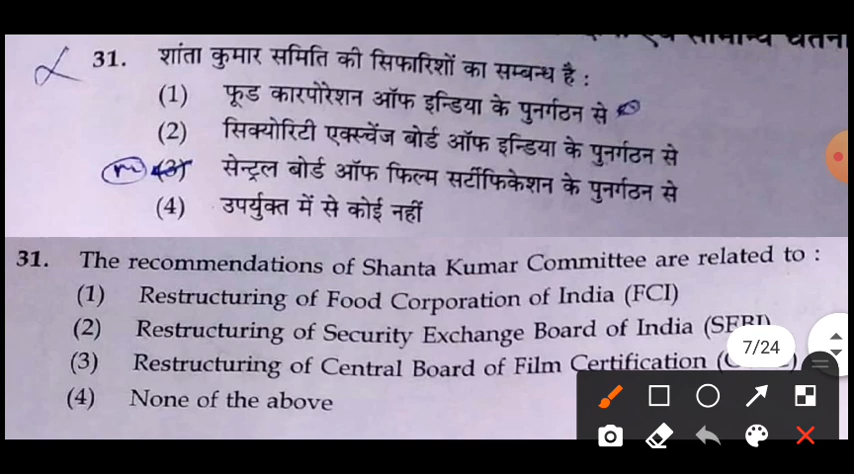 31. शांता कुमार समिति की सिफारिशों का सम्बन्ध है :
(1) फूड कारपोरेशन ऑफ इन्डिया के पुनर्गठन से
(2) सिक्योरिटी एक्स्चेंज बोर्ड ऑफ इन्डिया के पुनर्गठन से
(3) सेन्ट्रल बोर्ड ऑफ फिल्म सर्टीफिकेशन के पुनर्गठन से
(4) उपर्युक्त में से कोई नहीं
31. The recommendations of Shanta Kumar Committee are related to :
(1) Restructuring of Food Corporation of India (FCI)
(2) Restructuring of Security Exchange Board of India (SEBI)
(3) Restructuring of Central Board of Film Certification
(4) None of the above
7/24